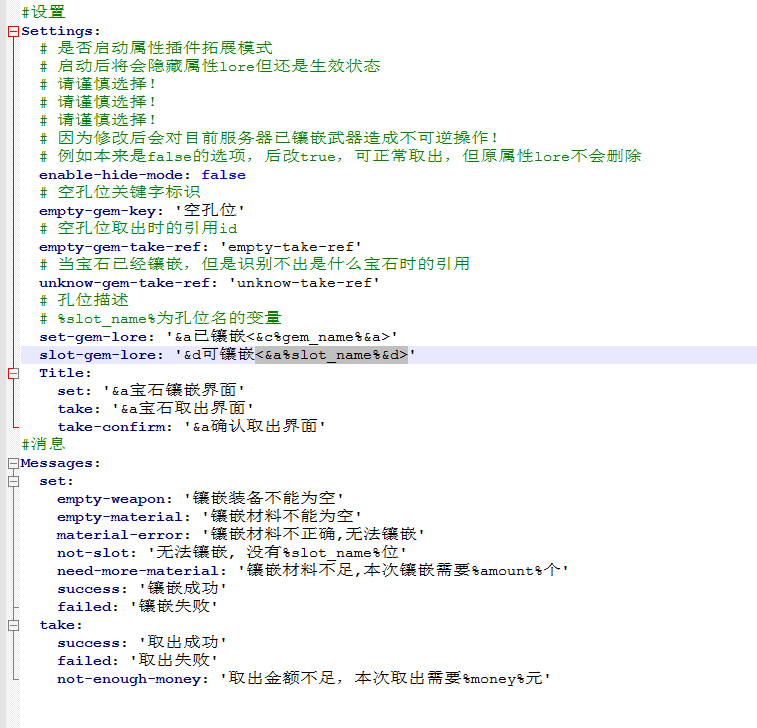 #设置
Settings:
  # 是否启动属性插件拓展模式
  # 启动后将会隐藏属性lore但还是生效状态
  # 请谨慎选择!
  # 请谨慎选择!
  # 请谨慎选择!
  # 因为修改后会对目前服务器已镶嵌武器造成不可逆操作!
  # 例如本来是false的选项，后改true，可正常取出，但原属性lore不会删除
  enable-hide-mode: false
  # 空孔位关键字标识
  empty-gem-key: '空孔位'
  # 空孔位取出时的引用id
  empty-gem-take-ref: 'empty-take-ref'
  # 当宝石已经镶嵌，但是识别不出是什么宝石时的引用
  unknow-gem-take-ref: 'unknow-take-ref'
  # 孔位描述
  # %slot_name%为孔位名的变量
  set-gem-lore: '&a已镶嵌<&c%gem_name%&a>'
  slot-gem-lore: '&d可镶嵌<&a%slot_name%&d>'
  Title:
    set: '&a宝石镶嵌界面'
    take: '&a宝石取出界面'
    take-confirm: '&a确认取出界面'
#消息
Messages:
  set:
    empty-weapon: '镶嵌装备不能为空'
    empty-material: '镶嵌材料不能为空'
    material-error: '镶嵌材料不正确,无法镶嵌'
    not-slot: '无法镶嵌, 没有%slot_name%位'
    need-more-material: '镶嵌材料不足,本次镶嵌需要%amount%个'
    success: '镶嵌成功'
    failed: '镶嵌失败'
  take:
    success: '取出成功'
    failed: '取出失败'
    not-enough-money: '取出金额不足, 本次取出需要%money%元'